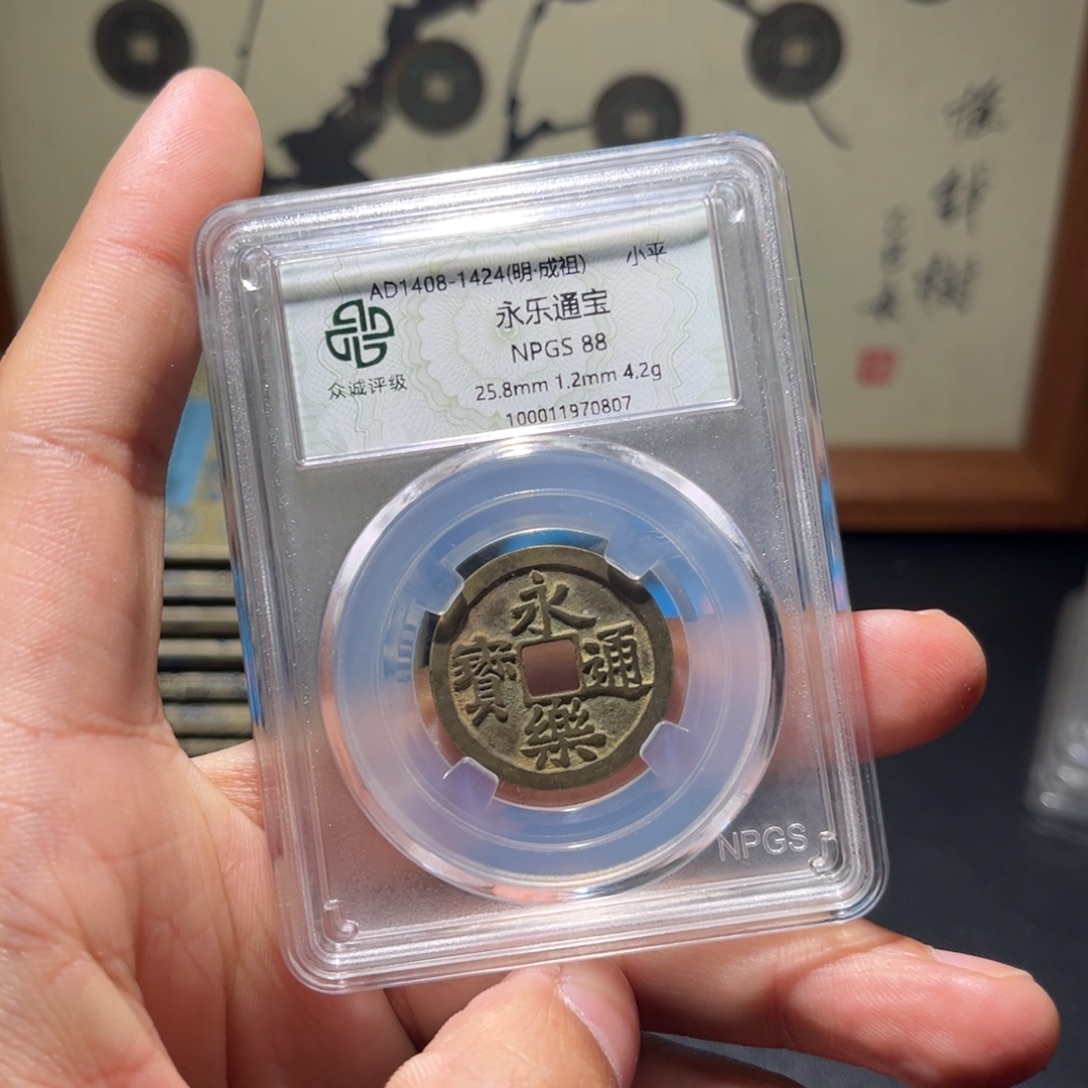 AD1408-1424(明·成祖) 小平
永乐通宝
NPGS 88
25.8mm 1.2mm 4.2g
100011970807
众诚评级
永樂通寶
NPGS